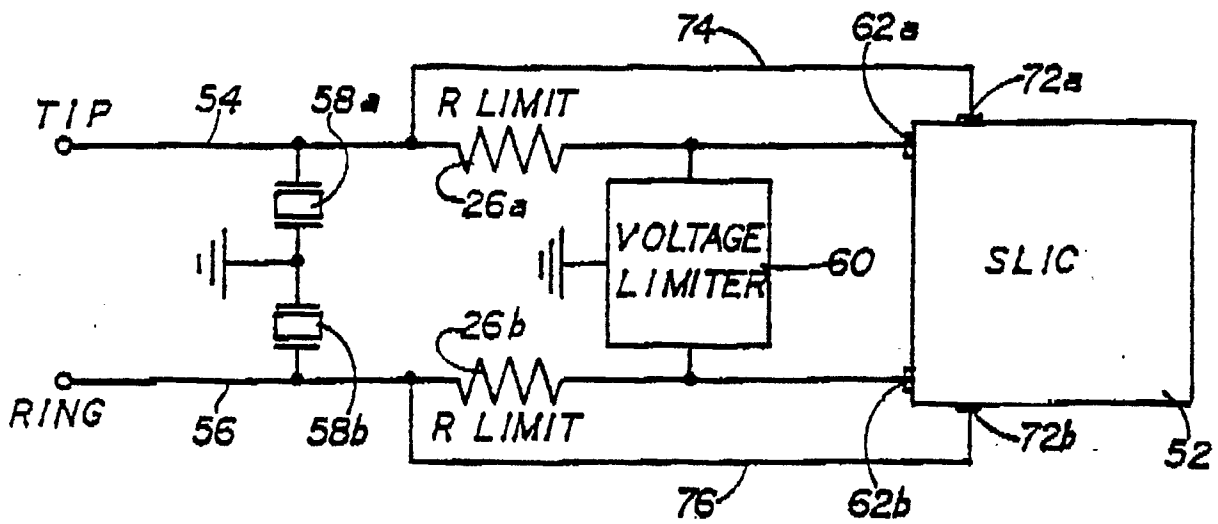 74
62a
72a
TIP
54
58a
R LIMIT
26a
VOLTAGE
LIMITER
60
SLIC
26b
RING
56
58b
R LIMIT
72b
52
76
62b